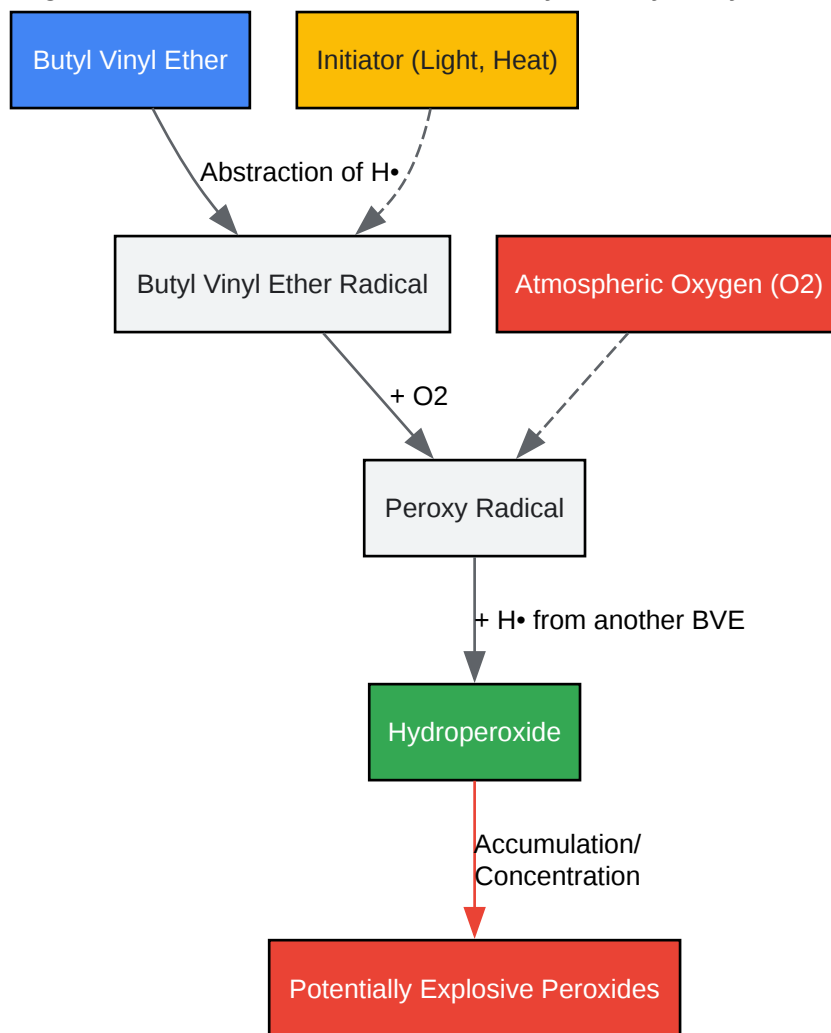 Butyl Vinyl Ether
Initiator (Light, Heat)
Abstraction of H•
Butyl Vinyl Ether Radical
Atmospheric Oxygen (O2)
+ O2
Peroxy Radical
+ H• from another BVE
Hydroperoxide
Accumulation/
Concentration
Potentially Explosive Peroxides